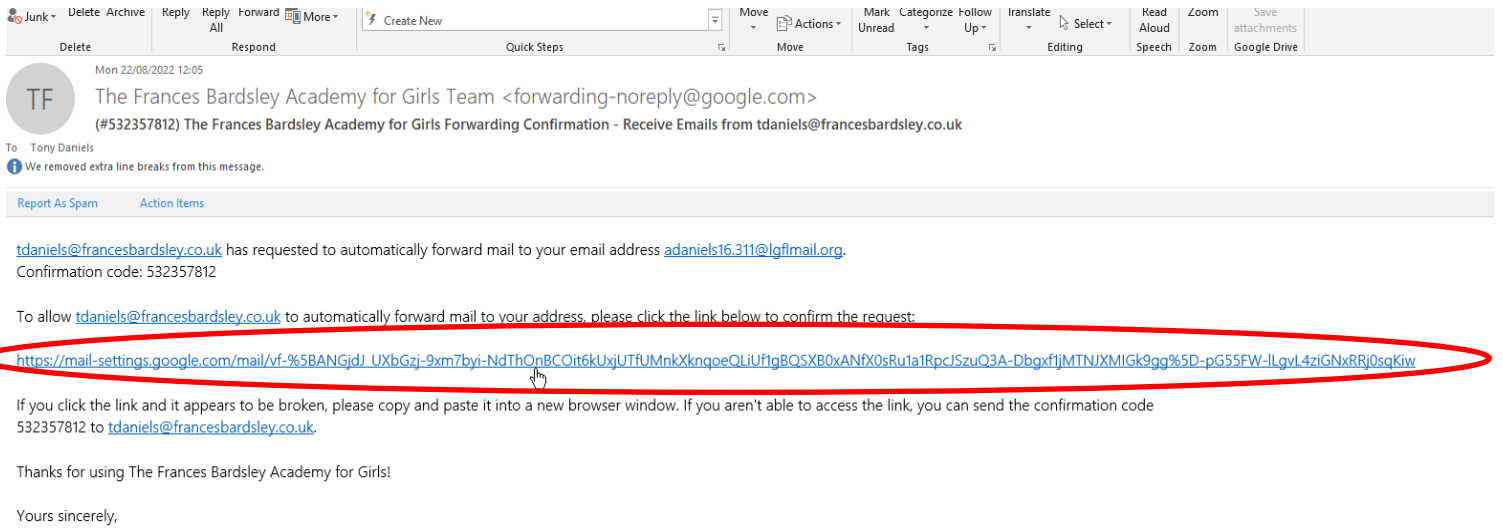 Junk Delete Archive Reply Reply All Forward More Create New Move Actions Mark Unread Categorize Follow Up Translate Select Read Aloud Zoom Save attachments
Delete Respond Quick Steps Move Tags Editing Speech Zoom Google Drive
Mon 22/08/2022 12:05
TF
The Frances Bardsley Academy for Girls Team <forwarding-noreply@google.com>
(#532357812) The Frances Bardsley Academy for Girls Forwarding Confirmation - Receive Emails from tdaniels@francesbardsley.co.uk
To Tony Daniels
We removed extra line breaks from this message.
Report As Spam Action Items
tdaniels@francesbardsley.co.uk has requested to automatically forward mail to your email address adaniels16.311@lgflmail.org.
Confirmation code: 532357812
To allow tdaniels@francesbardsley.co.uk to automatically forward mail to your address, please click the link below to confirm the request:
https://mail-settings.google.com/mail/vf-%5BANGjdJ_UXbGzj-9xm7byi-NdThOnBCOit6kUxjUTfUMnkXknqoeQLiUf1gBQSXB0xANfX0sRu1a1RpcJSzuQ3A-Dbgxf1jMTNJXMIGk9gg%5D-pG55FW-lLgvL4ziGNxRRj0sqKiw
If you click the link and it appears to be broken, please copy and paste it into a new browser window. If you aren't able to access the link, you can send the confirmation code
532357812 to tdaniels@francesbardsley.co.uk.
Thanks for using The Frances Bardsley Academy for Girls!
Yours sincerely,